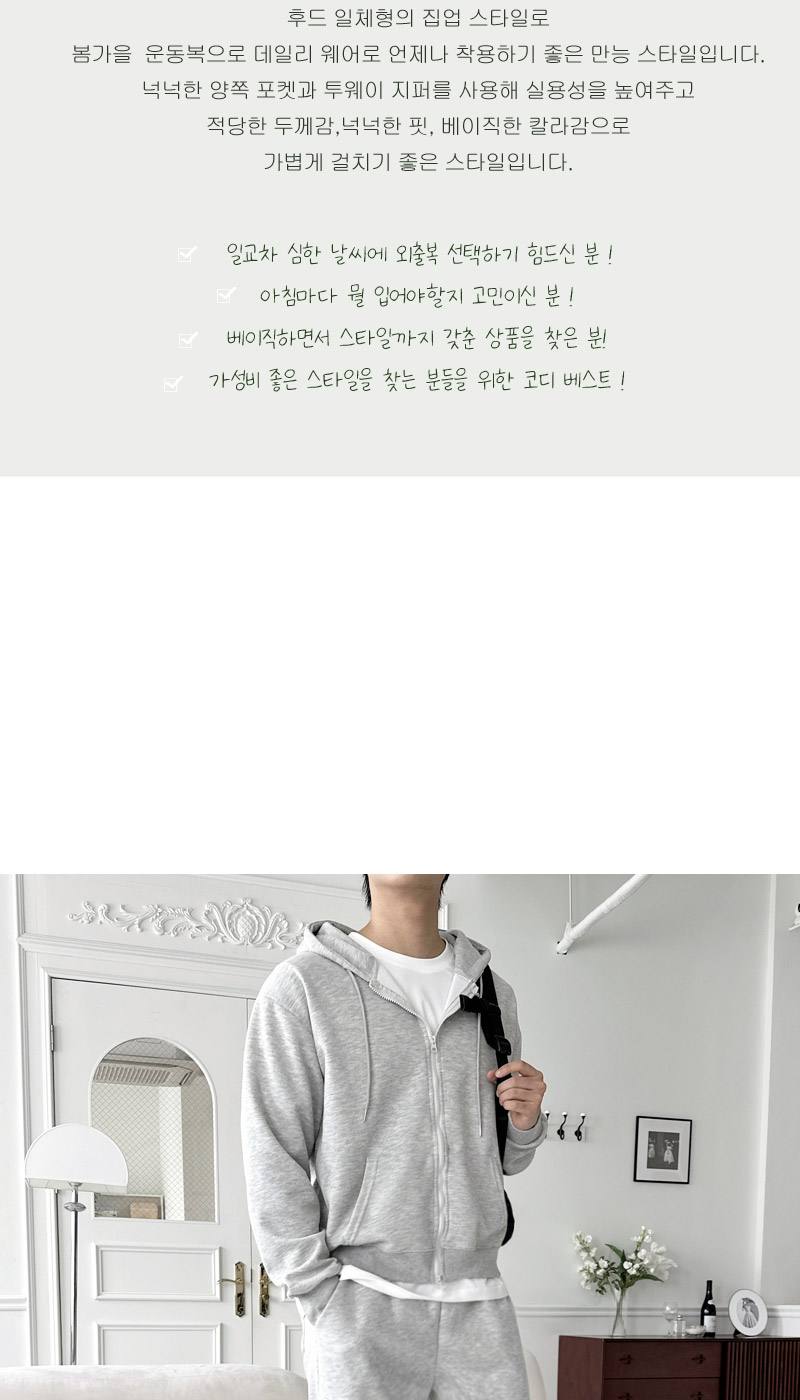 후드 일체형의 집업 스타일로
봄가을 운동복으로 데일리 웨어로 언제나 착용하기 좋은 만능 스타일입니다.
넉넉한 양쪽 포켓과 투웨이 지퍼를 사용해 실용성을 높여주고
적당한 두께감,넉넉한 핏, 베이직한 칼라감으로
가볍게 걸치기 좋은 스타일입니다.
일교차 심한 날씨에 외출복 선택하기 힘드신 분 !
아침마다 뭘 입어야할지 고민이신 분 !
베이직하면서 스타일까지 갖춘 상품을 찾은 분!
가성비 좋은 스타일을 찾는 분들을 위한 코디 베스트 !